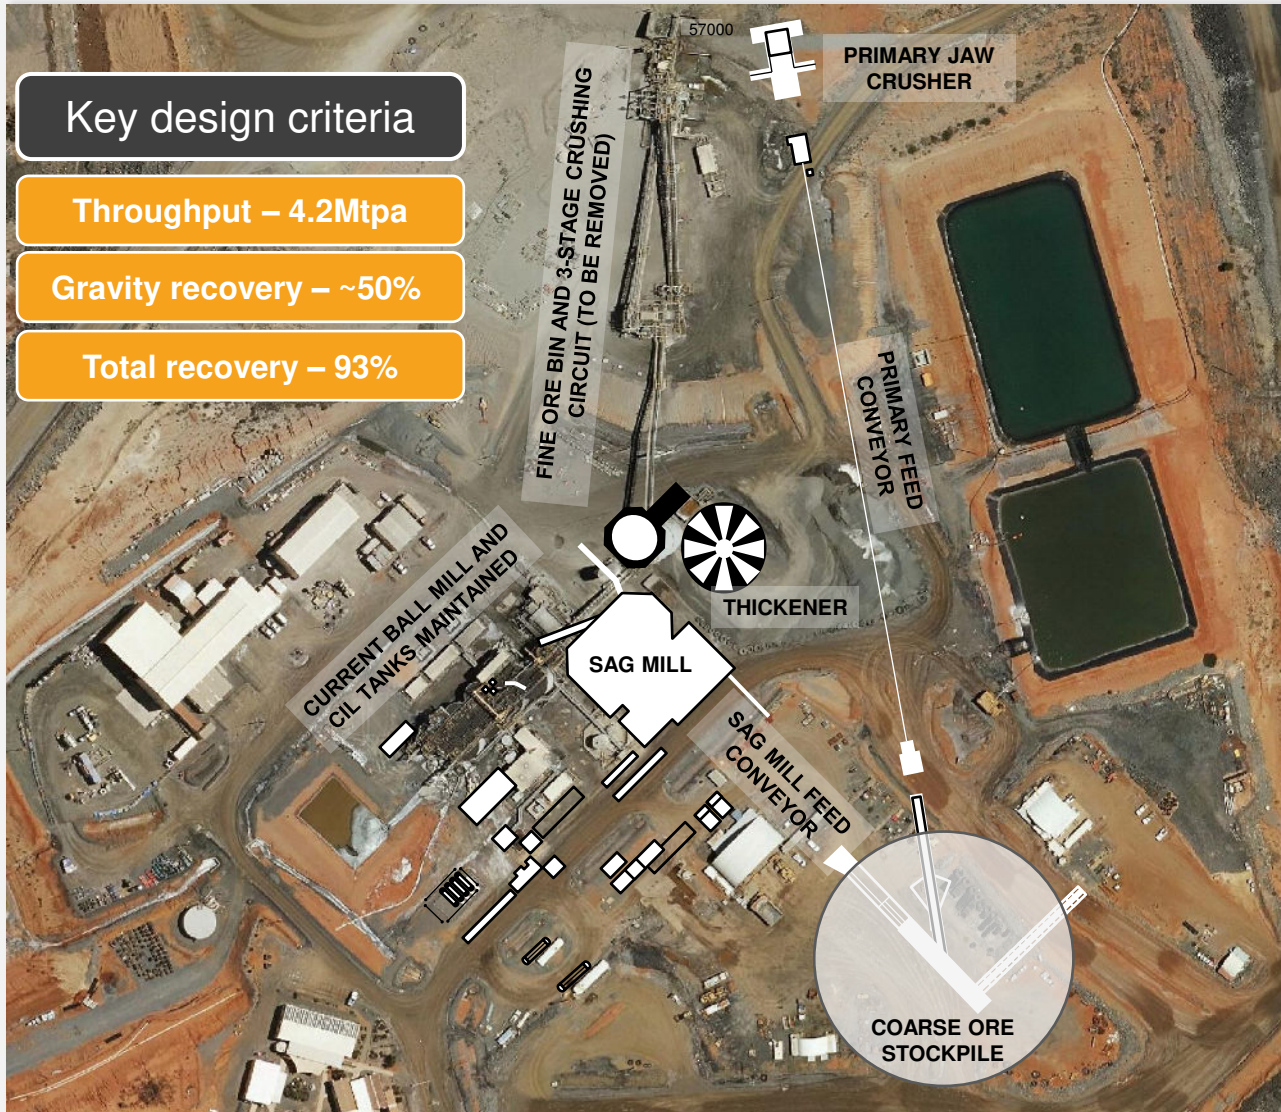 57000
PRIMARY JAW
CRUSHER
Key design criteria
Throughput – 4.2Mtpa
Gravity recovery – ~50%
Total recovery – 93%
FINE ORE BIN AND 3-STAGE CRUSHING
CIRCUIT (TO BE REMOVED)
PRIMARY FEED
CONVEYOR
CURRENT BALL MILL AND
CIL TANKS MAINTAINED
THICKENER
SAG MILL
SAG MILL FEED
CONVEYOR
COARSE ORE
STOCKPILE